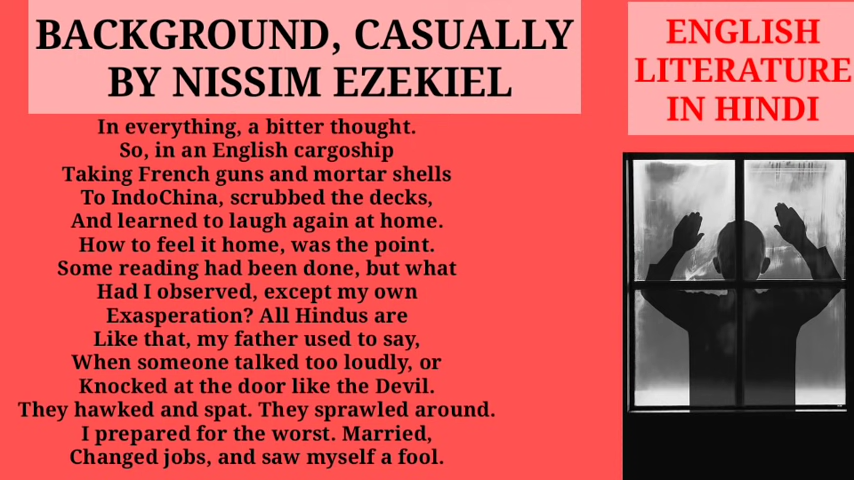 BACKGROUND, CASUALLY
BY NISSIM EZEKIEL
ENGLISH
LITERATURE
IN HINDI
In everything, a bitter thought.
So, in an English cargoship
Taking French guns and mortar shells
To IndoChina, scrubbed the decks,
And learned to laugh again at home.
How to feel it home, was the point.
Some reading had been done, but what
Had I observed, except my own
Exasperation? All Hindus are
Like that, my father used to say,
When someone talked too loudly, or
Knocked at the door like the Devil.
They hawked and spat. They sprawled around.
I prepared for the worst. Married,
Changed jobs, and saw myself a fool.